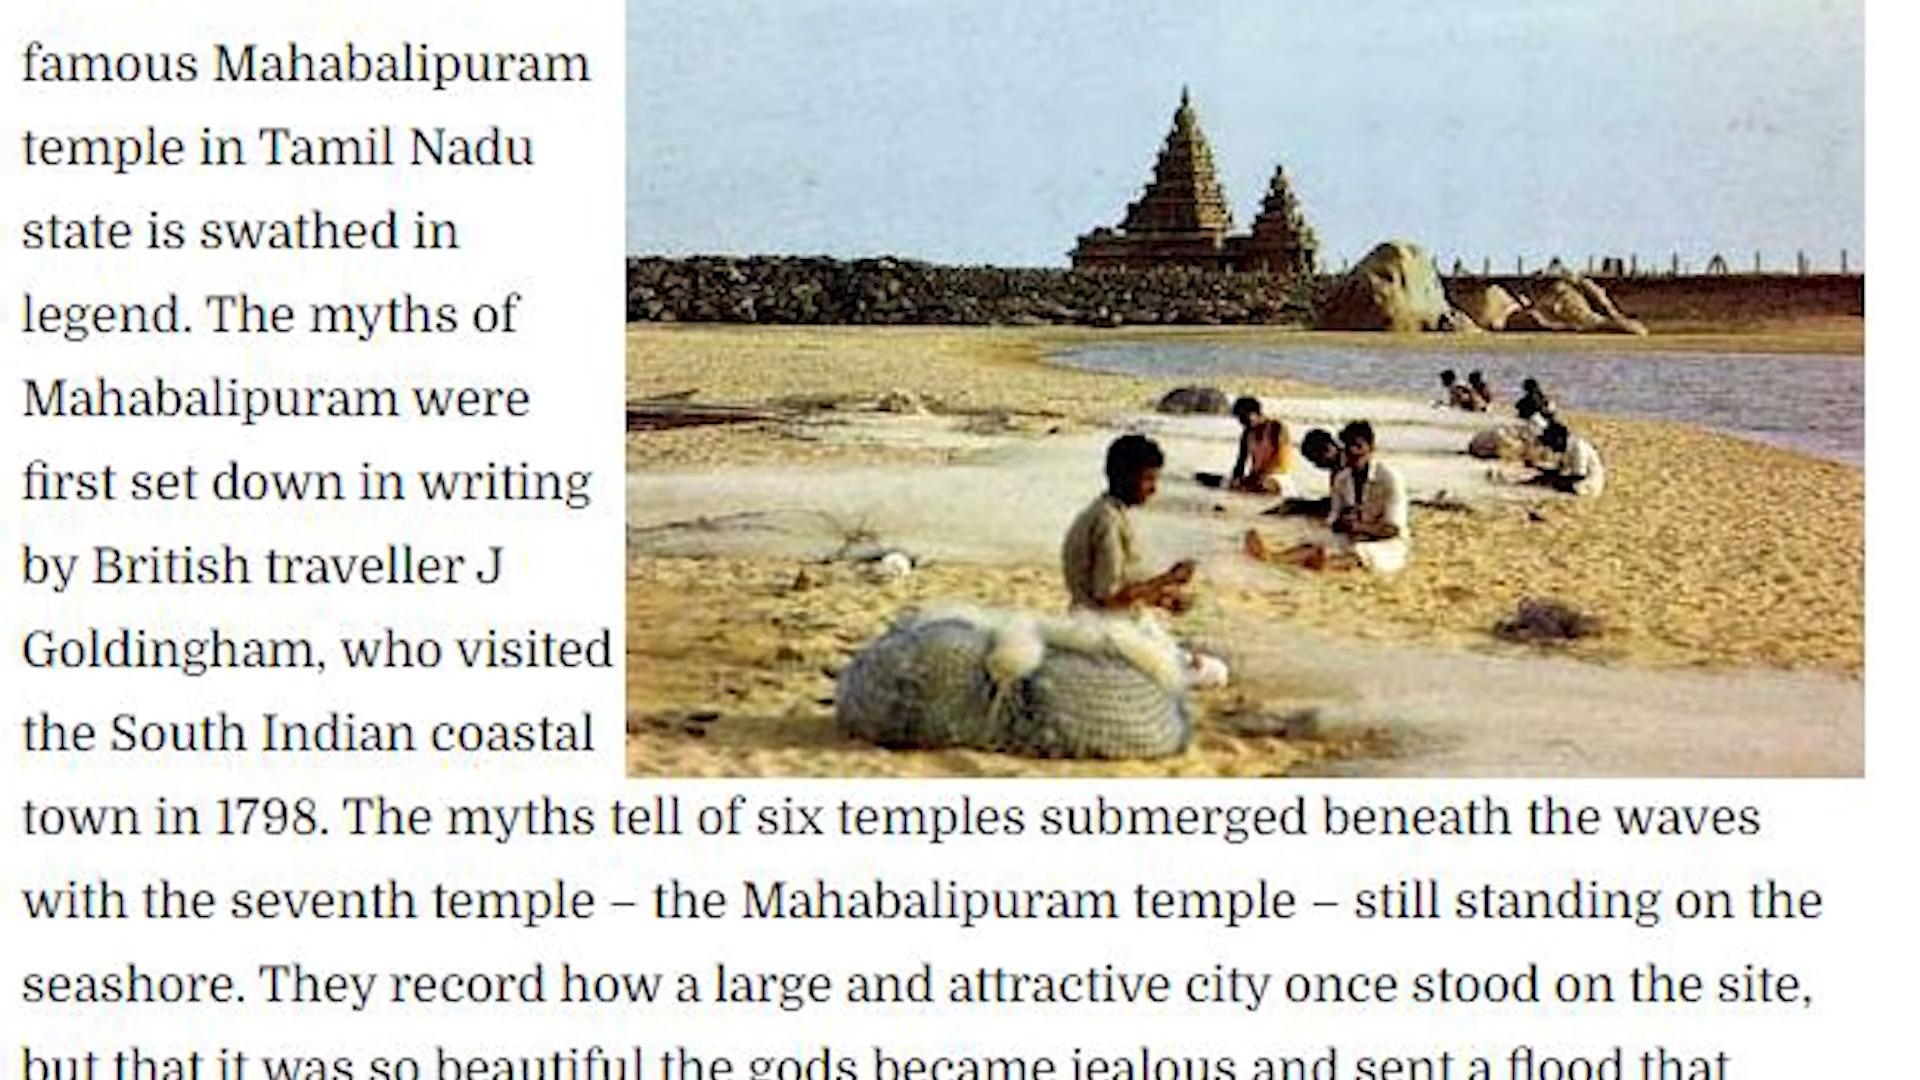 famous Mahabalipuram
temple in Tamil Nadu
state is swathed in
legend. The myths of
Mahabalipuram were
first set down in writing
by British traveller J
Goldingham, who visited
the South Indian coastal
town in 1798. The myths tell of six temples submerged beneath the waves
with the seventh temple – the Mahabalipuram temple – still standing on the
seashore. They record how a large and attractive city once stood on the site,
but that it was so beautiful the gods became jealous and sent a flood that